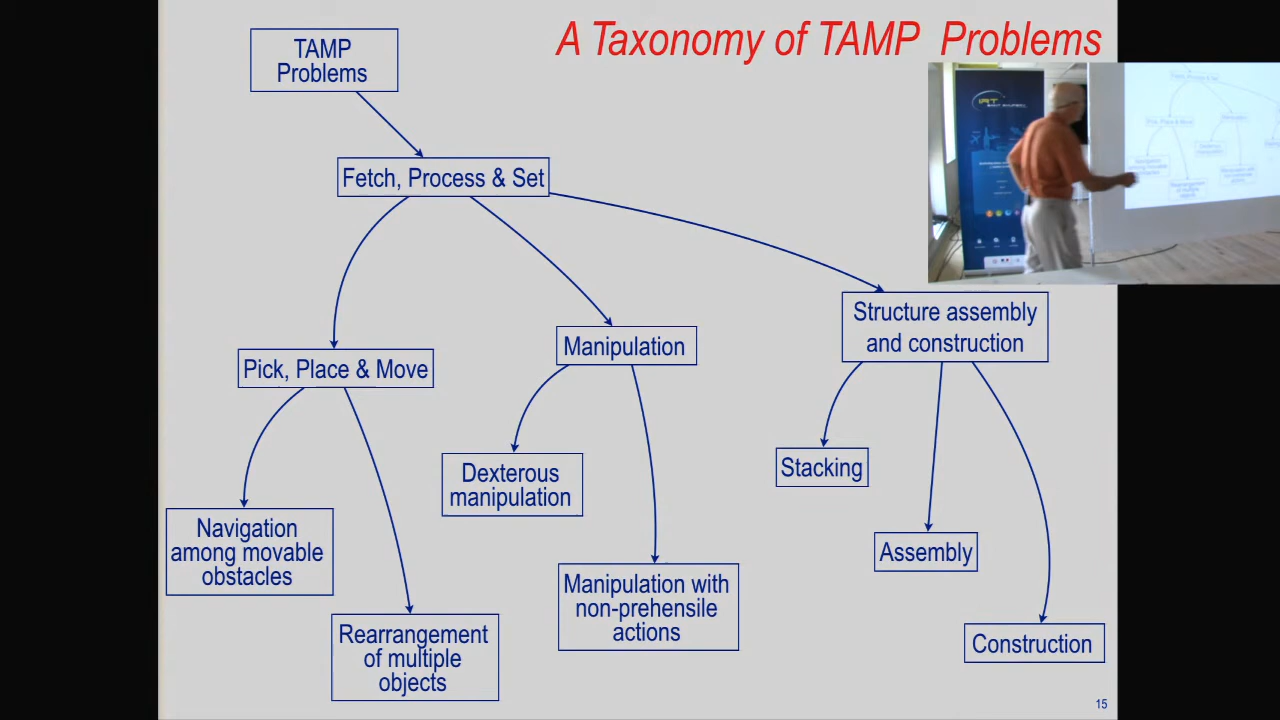 A Taxonomy of TAMP Problems
TAMP
Problems
Fetch, Process & Set
Pick, Place & Move
Manipulation
Structure assembly
and construction
Navigation
among movable
obstacles
Rearrangement
of multiple
objects
Dexterous
manipulation
Manipulation with
non-prehensile
actions
Stacking
Assembly
Construction
15